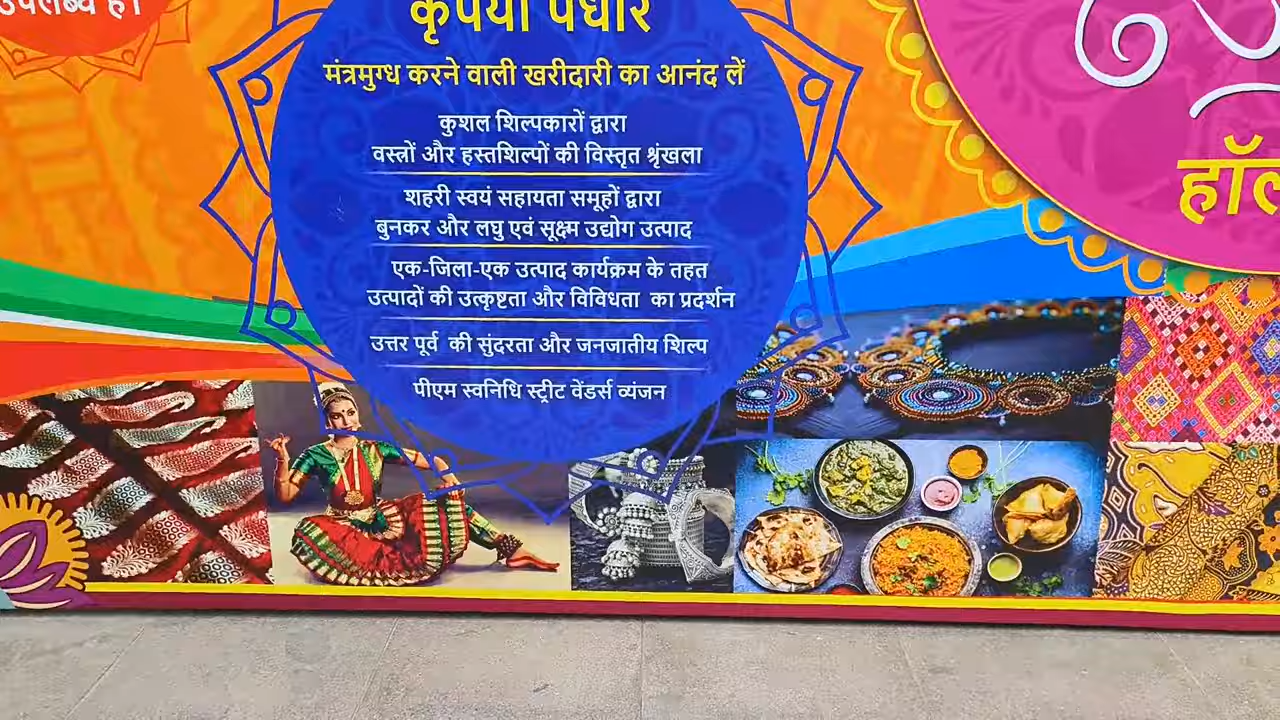 उपलब्ध है।
कृपया पधारें
मंत्रमुग्ध करने वाली खरीदारी का आनंद लें
कुशल शिल्पकारों द्वारा
वस्त्रों और हस्तशिल्पों की विस्तृत श्रृंखला
शहरी स्वयं सहायता समूहों द्वारा
बुनकर और लघु एवं सूक्ष्म उद्योग उत्पाद
एक-जिला-एक उत्पाद कार्यक्रम के तहत
उत्पादों की उत्कृष्टता और विविधता का प्रदर्शन
उत्तर पूर्व की सुंदरता और जनजातीय शिल्प
पीएम स्वनिधि स्ट्रीट वेंडर्स व्यंजन